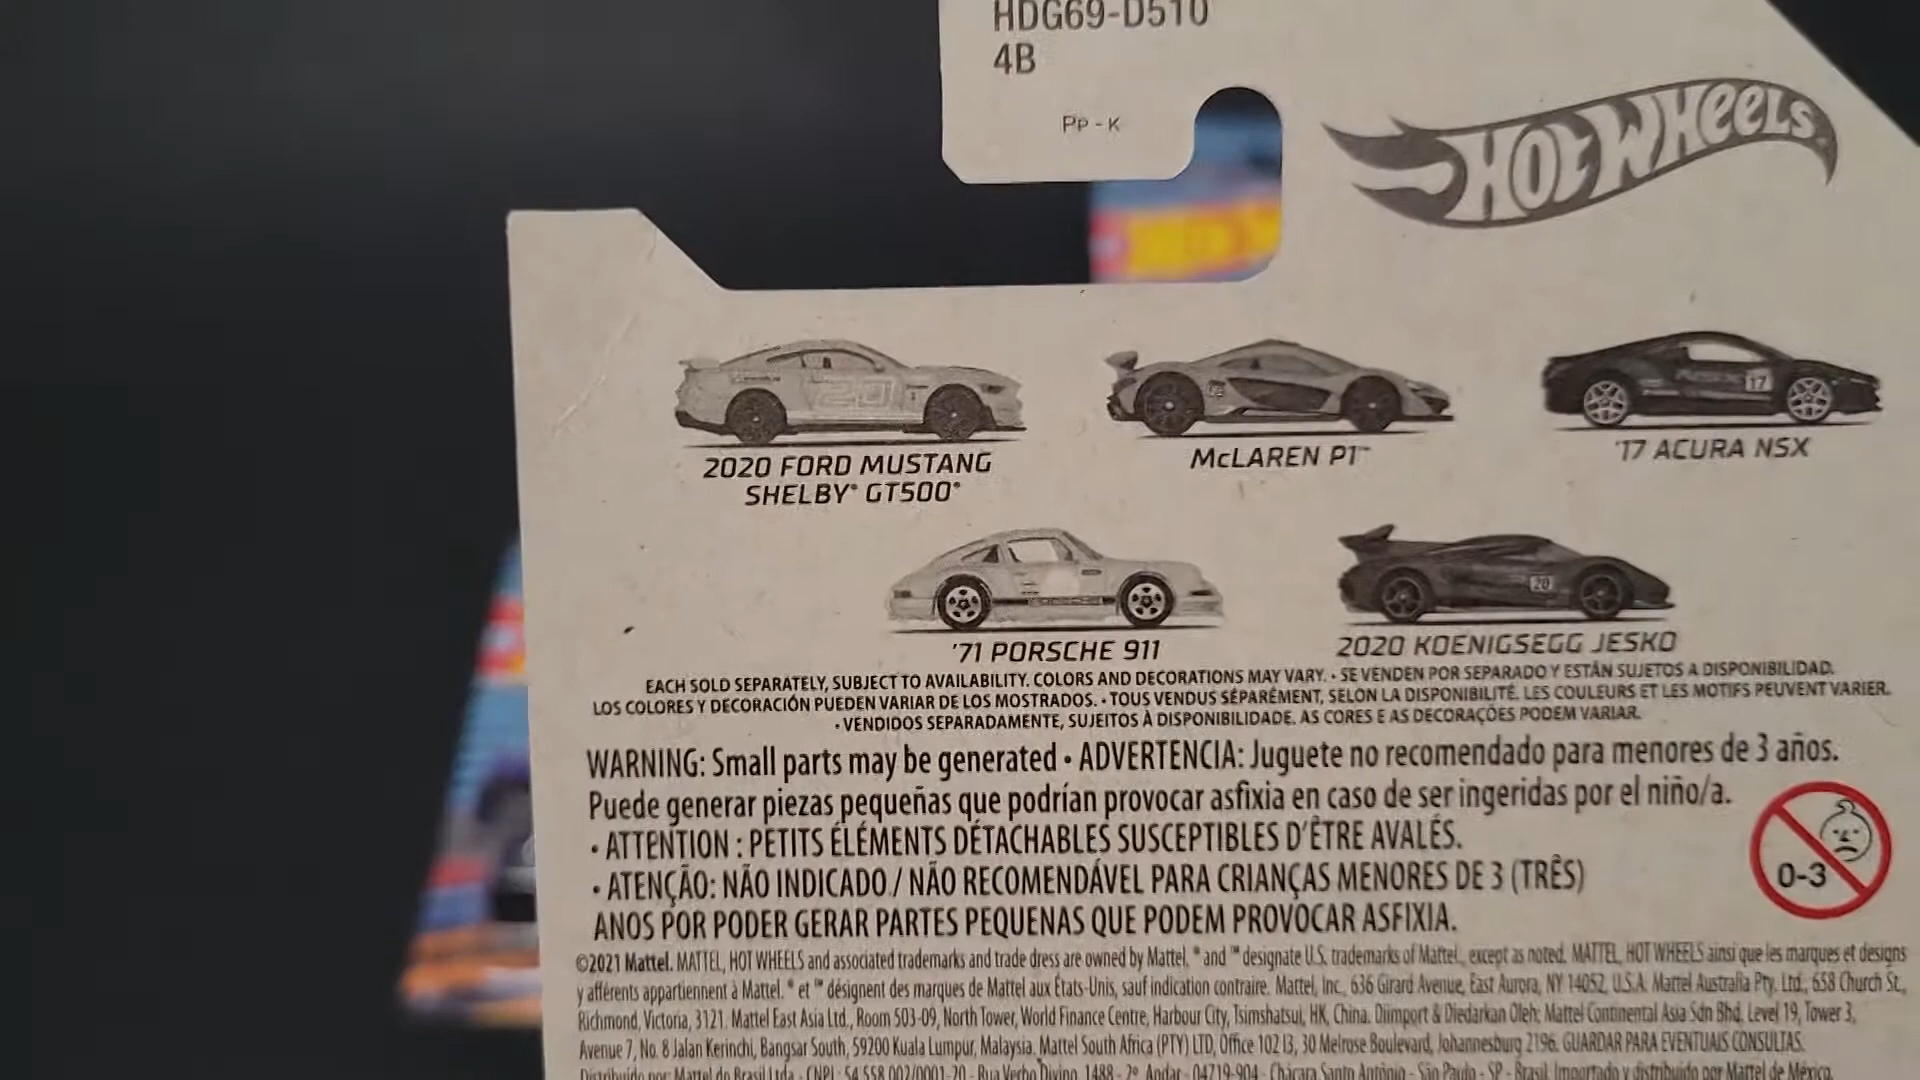 HDG69-D510
4B
Pp - K
HOT WHEELS
20
17
20
2020 FORD MUSTANG
SHELBY® GT500®
McLAREN P1™
'17 ACURA NSX
'71 PORSCHE 911
2020 KOENIGSEGG JESKO
EACH SOLD SEPARATELY, SUBJECT TO AVAILABILITY. COLORS AND DECORATIONS MAY VARY. • SE VENDEN POR SEPARADO Y ESTÁN SUJETOS A DISPONIBILIDAD.
LOS COLORES Y DECORACIÓN PUEDEN VARIAR DE LOS MOSTRADOS. • TOUS VENDUS SÉPARÉMENT, SELON LA DISPONIBILITÉ. LES COULEURS ET LES MOTIFS PEUVENT VARIER.
• VENDIDOS SEPARADAMENTE, SUJEITOS À DISPONIBILIDADE. AS CORES E AS DECORAÇÕES PODEM VARIAR.
WARNING: Small parts may be generated • ADVERTENCIA: Juguete no recomendado para menores de 3 años.
Puede generar piezas pequeñas que podrían provocar asfixia en caso de ser ingeridas por el niño/a.
• ATTENTION : PETITS ÉLÉMENTS DÉTACHABLES SUSCEPTIBLES D'ÊTRE AVALÉS.
• ATENÇÃO: NÃO INDICADO / NÃO RECOMENDÁVEL PARA CRIANÇAS MENORES DE 3 (TRÊS)
ANOS POR PODER GERAR PARTES PEQUENAS QUE PODEM PROVOCAR ASFIXIA.
0-3
©2021 Mattel. MATTEL, HOT WHEELS and associated trademarks and trade dress are owned by Mattel. ® and ™ designate U.S. trademarks of Mattel, except as noted. MATTEL, HOT WHEELS ainsi que les marques et designs
y afférents appartiennent à Mattel. ® et ™ désignent des marques de Mattel aux États-Unis, sauf indication contraire. Mattel, Inc., 636 Girard Avenue, East Aurora, NY 14052, U.S.A. Mattel Australia Pty. Ltd., 658 Church St.,
Richmond, Victoria, 3121. Mattel East Asia Ltd., Room 503-09, North Tower, World Finance Centre, Harbour City, Tsimshatsui, HK, China. Diimport & Diedarkan Oleh: Mattel Continental Asia Sdn Bhd. Level 19, Tower 3,
Avenue 7, No. 8 Jalan Kerinchi, Bangsar South, 59200 Kuala Lumpur, Malaysia. Mattel South Africa (PTY) LTD, Office 102 I3, 30 Melrose Boulevard, Johannesburg 2196. GUARDAR PARA EVENTUAIS CONSULTAS.
Distribuido por: Mattel do Brasil Ltda. - CNPJ : 54.558.002/0001-20 - Rua Verbo Divino, 1488 - 2º. Andar - 04719-904 - Chácara Santo Antônio - São Paulo - SP - Brasil. Importado y distribuido por Mattel de México,